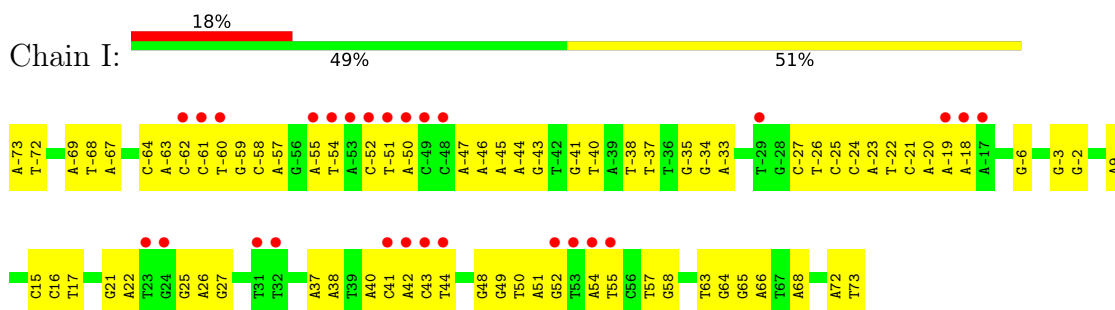 18%
Chain I:
49% 51%
A-73 T-72 A-69 T-68 A-67 C-64 A-63 C-62 C-61 T-60 G-59 C-58 A-57 G-56 A-55 T-54 A-53 C-52 T-51 A-50 C-49 C-48 A-47 A-46 A-45 A-44 G-43 T-42 G-41 T-40 A-39 T-38 T-37 T-36 G-35 G-34 A-33 T-29 G-28 C-27 T-26 C-25 C-24 A-23 T-22 C-21 A-20 A-19 A-18 A-17 G-6 G-3 G-2 A9
C15 C16 T17 G21 A22 T23 G24 G25 A26 G27 T31 T32 A37 A38 T39 A40 C41 A42 C43 T44 G48 G49 T50 A51 G52 T53 A54 T55 C56 T57 G58 T63 G64 G65 A66 T67 A68 A72 T73